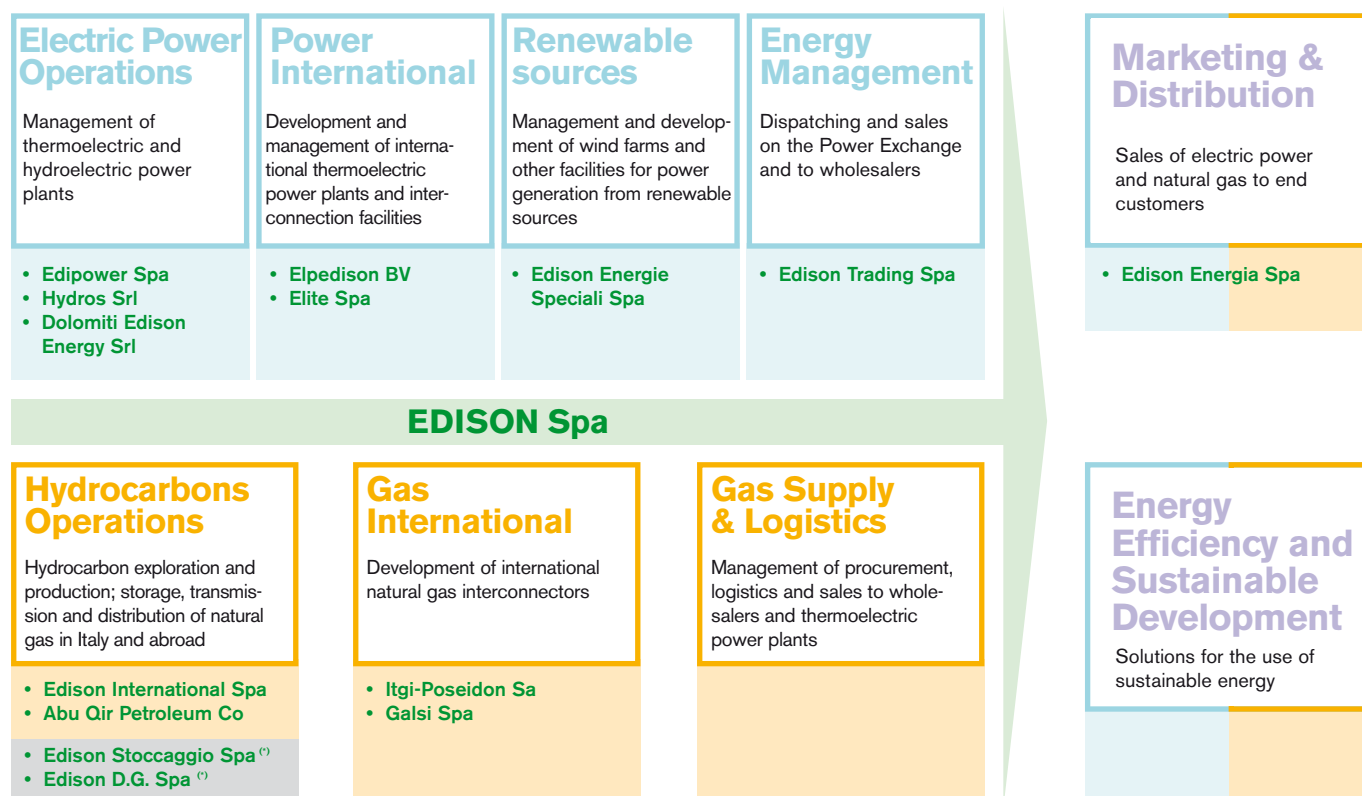 Electric Power
Operations
Management of
thermoelectric and
hydroelectric power
plants
• Edipower Spa
• Hydros Srl
• Dolomiti Edison
Energy Srl
Power
International
Development and
management of interna-
tional thermoelectric
power plants and inter-
connection facilities
• Elpedison BV
• Elite Spa
Renewable
sources
Management and develop-
ment of wind farms and
other facilities for power
generation from renewable
sources
• Edison Energie
Speciali Spa
Energy
Management
Dispatching and sales
on the Power Exchange
and to wholesalers
• Edison Trading Spa
Marketing &
Distribution
Sales of electric power
and natural gas to end
customers
• Edison Energia Spa
EDISON Spa
Hydrocarbons
Operations
Hydrocarbon exploration and
production; storage, transmis-
sion and distribution of natural
gas in Italy and abroad
• Edison International Spa
• Abu Qir Petroleum Co
• Edison Stoccaggio Spa (*)
• Edison D.G. Spa (*)
Gas
International
Development of international
natural gas interconnectors
• Itgi-Poseidon Sa
• Galsi Spa
Gas Supply
& Logistics
Management of procurement,
logistics and sales to whole-
salers and thermoelectric
power plants
Energy
Efficiency and
Sustainable
Development
Solutions for the use of
sustainable energy